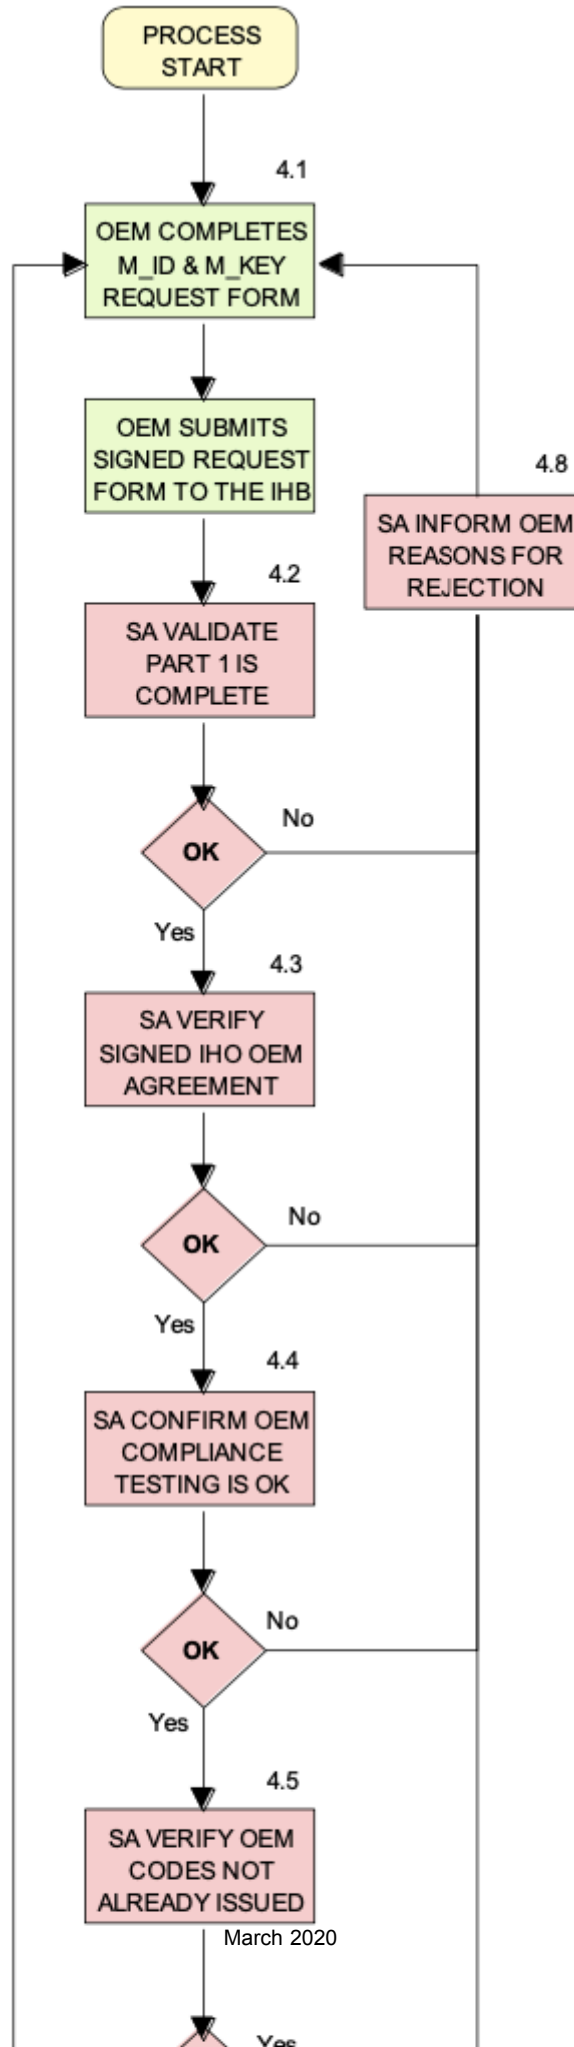 PROCESS
START
4.1
OEM COMPLETES
M_ID & M_KEY
REQUEST FORM
OEM SUBMITS
SIGNED REQUEST
FORM TO THE IHB
4.8
SA INFORM OEM
REASONS FOR
REJECTION
4.2
SA VALIDATE
PART 1 IS
COMPLETE
No
OK
Yes
4.3
SA VERIFY
SIGNED IHO OEM
AGREEMENT
No
OK
Yes
4.4
SA CONFIRM OEM
COMPLIANCE
TESTING IS OK
No
OK
Yes
4.5
SA VERIFY OEM
CODES NOT
ALREADY ISSUED
March 2020
Yes